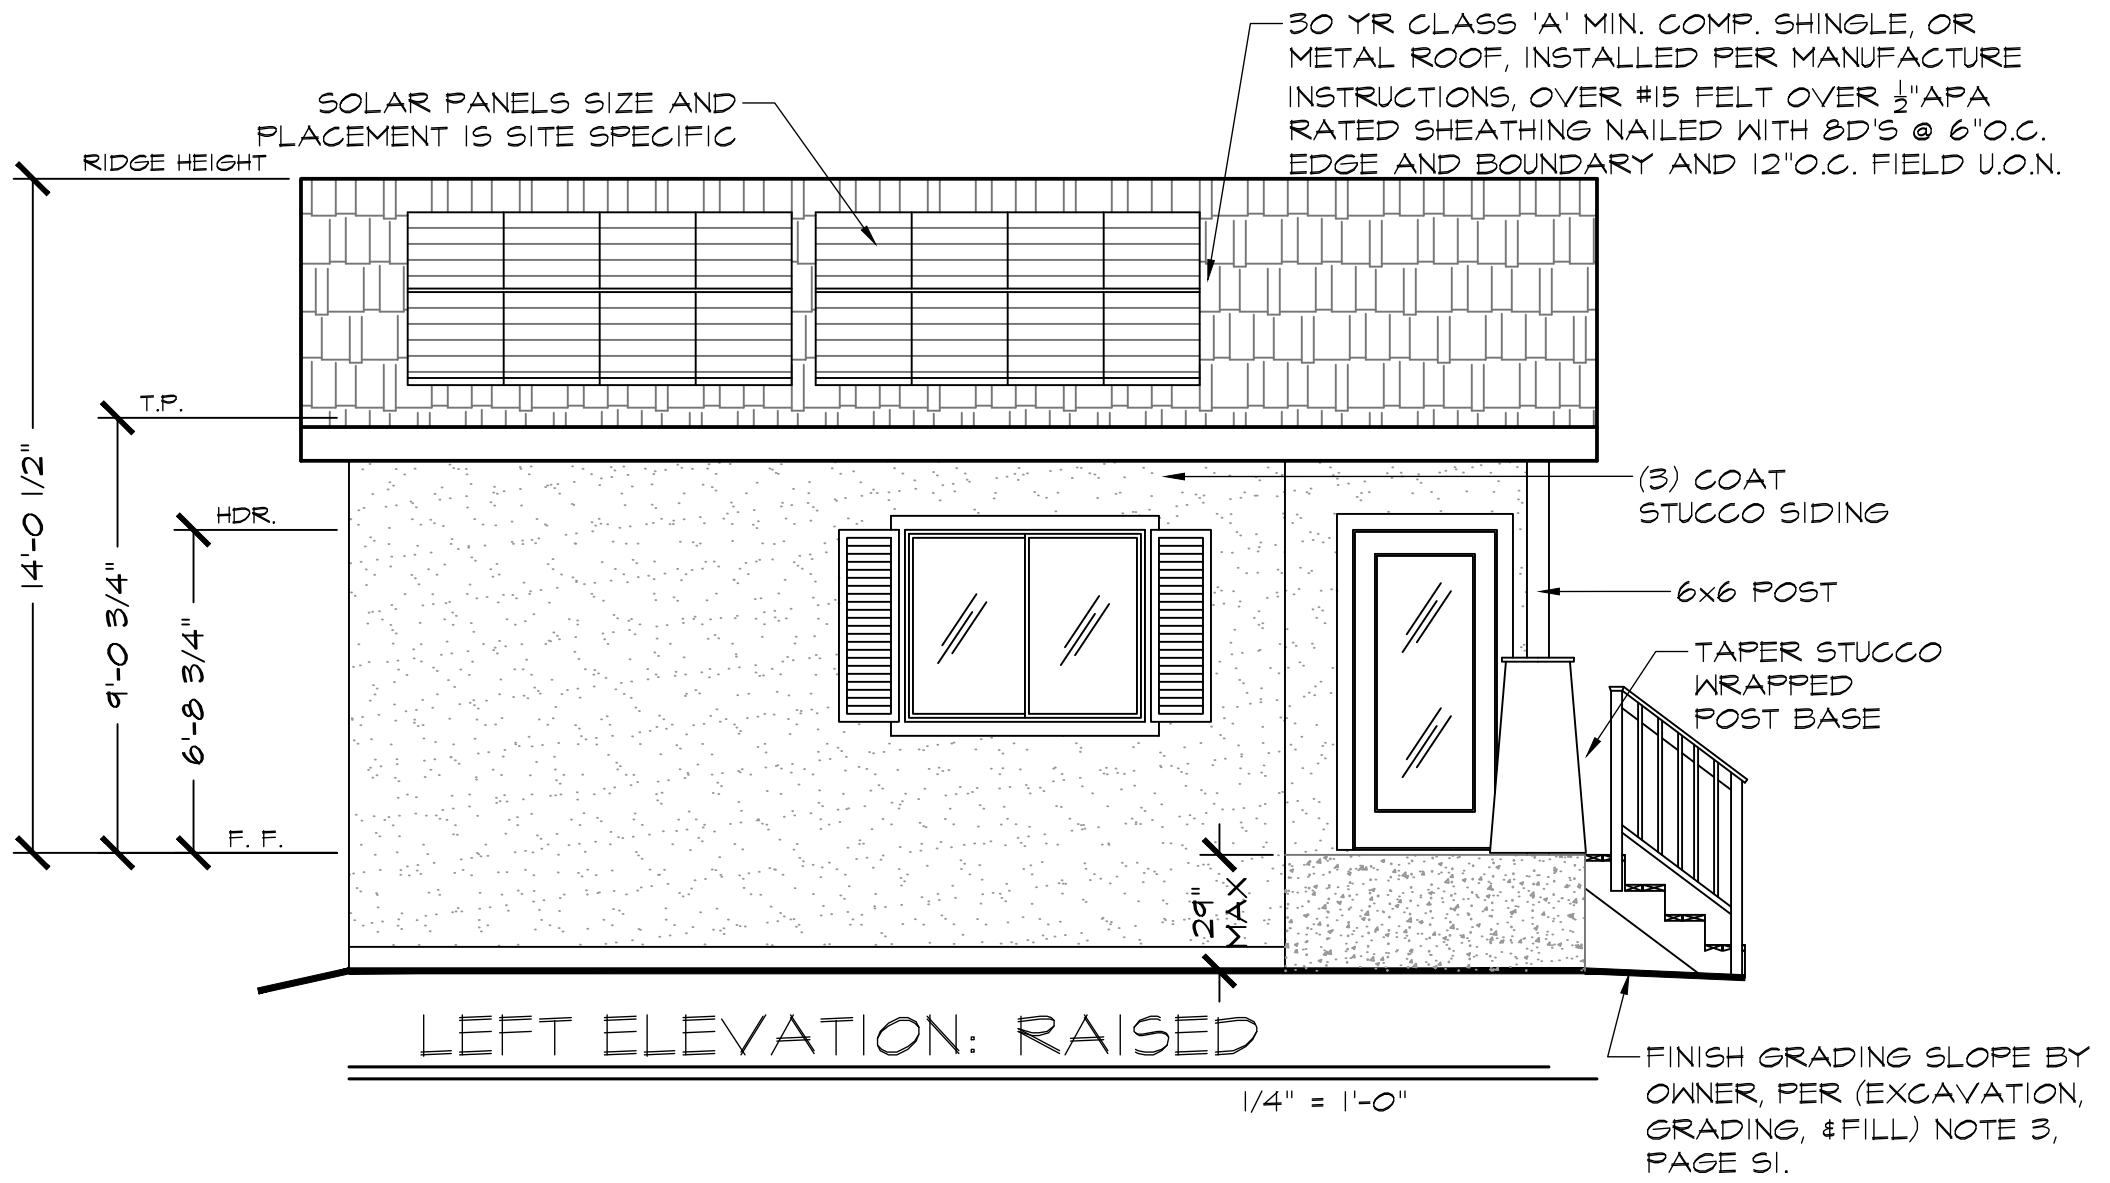 30 YR CLASS 'A' MIN. COMP. SHINGLE, OR
METAL ROOF, INSTALLED PER MANUFACTURE
INSTRUCTIONS, OVER #15 FELT OVER 1/2"APA
RATED SHEATHING NAILED WITH 8D'S @ 6"O.C.
EDGE AND BOUNDARY AND 12"O.C. FIELD U.O.N.
SOLAR PANELS SIZE AND
PLACEMENT IS SITE SPECIFIC
RIDGE HEIGHT
T.P.
HDR.
F. F.
14'-0 1/2"
9'-0 3/4"
6'-8 3/4"
(3) COAT
STUCCO SIDING
6x6 POST
TAPER STUCCO
WRAPPED
POST BASE
29"
MAX
LEFT ELEVATION: RAISED
1/4" = 1'-0"
FINISH GRADING SLOPE BY
OWNER, PER (EXCAVATION,
GRADING, &FILL) NOTE 3,
PAGE S1.